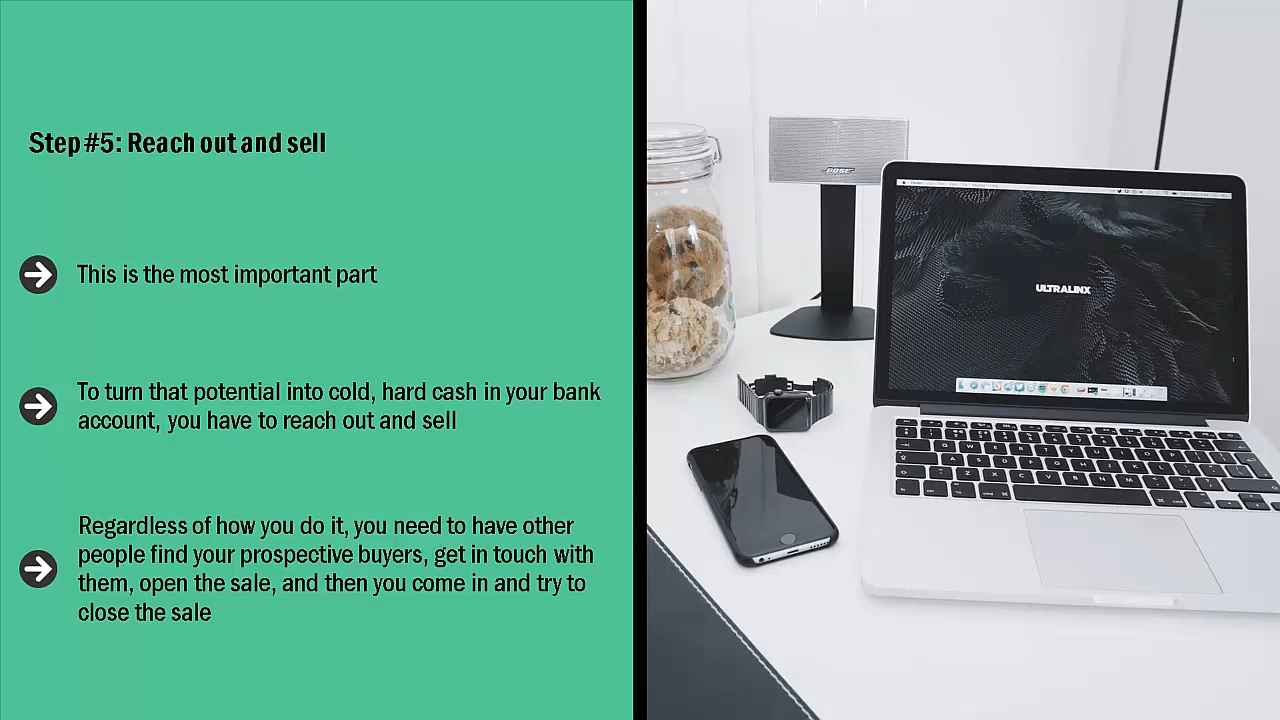 Step #5: Reach out and sell
This is the most important part
To turn that potential into cold, hard cash in your bank
account, you have to reach out and sell
Regardless of how you do it, you need to have other
people find your prospective buyers, get in touch with
them, open the sale, and then you come in and try to
close the sale
BOSE
ULTRALINX